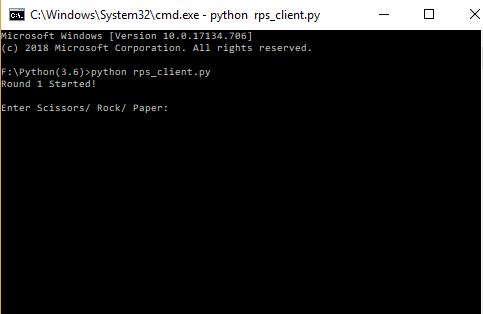 C:\Windows\System32\cmd.exe - python  rps_client.py
Microsoft Windows [Version 10.0.17134.706]
(c) 2018 Microsoft Corporation. All rights reserved.
F:\Python(3.6)>python rps_client.py
Round 1 Started!
Enter Scissors/ Rock/ Paper: